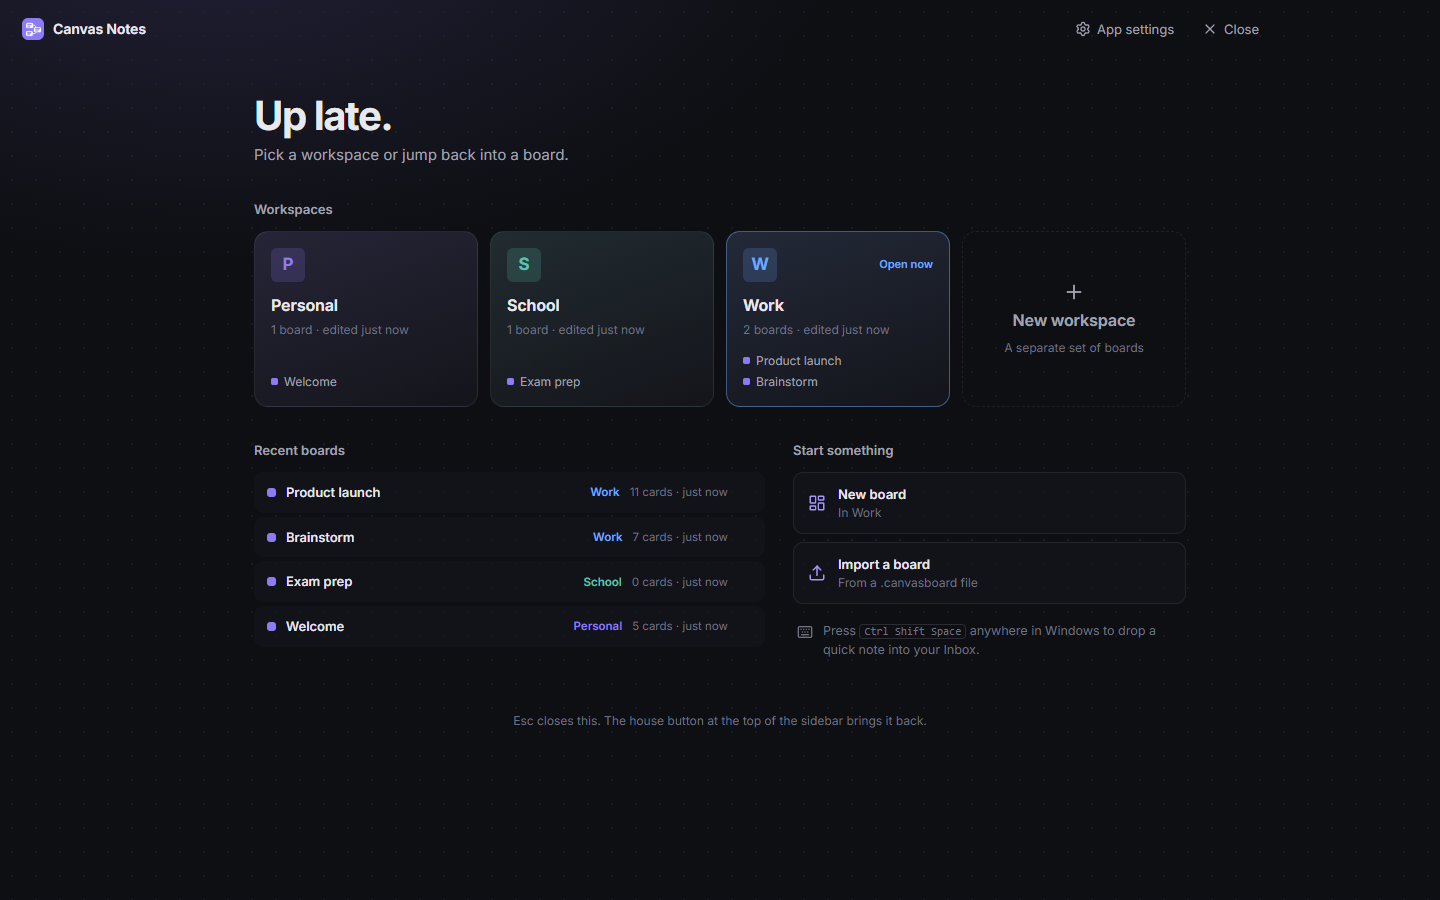 Canvas Notes
App settings
Close
Up late.
Pick a workspace or jump back into a board.
Workspaces
P
Personal
1 board · edited just now
Welcome
S
School
1 board · edited just now
Exam prep
W
Open now
Work
2 boards · edited just now
Product launch
Brainstorm
New workspace
A separate set of boards
Recent boards
Product launch Work 11 cards · just now
Brainstorm Work 7 cards · just now
Exam prep School 0 cards · just now
Welcome Personal 5 cards · just now
Start something
New board
In Work
Import a board
From a .canvasboard file
Press Ctrl Shift Space anywhere in Windows to drop a
quick note into your Inbox.
Esc closes this. The house button at the top of the sidebar brings it back.